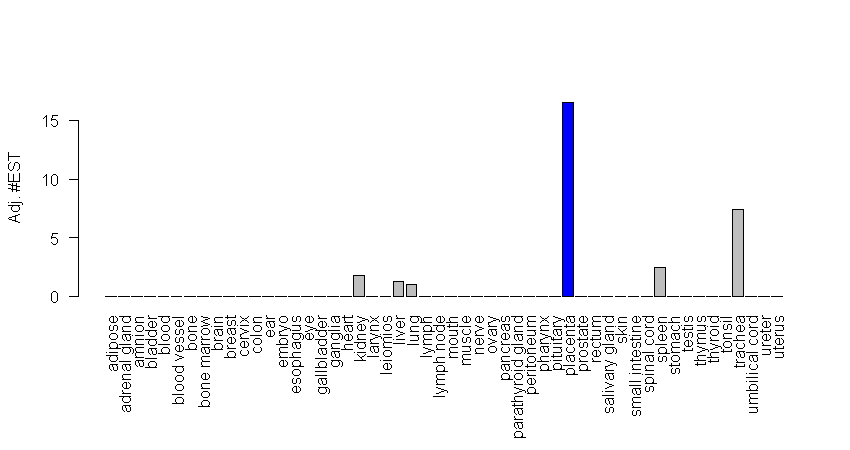 Adj. #EST
15
10
5
0
adipose
adrenal gland
amnion
bladder
blood
blood vessel
bone
bone marrow
brain
breast
cervix
colon
ear
embryo
esophagus
eye
gallbladder
ganglia
heart
kidney
larynx
leiomios
liver
lung
lymph
lymph node
mouth
muscle
nerve
ovary
pancreas
parathyroid gland
peritoneum
pharynx
pituitary
placenta
prostate
rectum
salivary gland
skin
small intestine
spinal cord
spleen
stomach
testis
thymus
thyroid
tonsil
trachea
umbilical cord
ureter
uterus